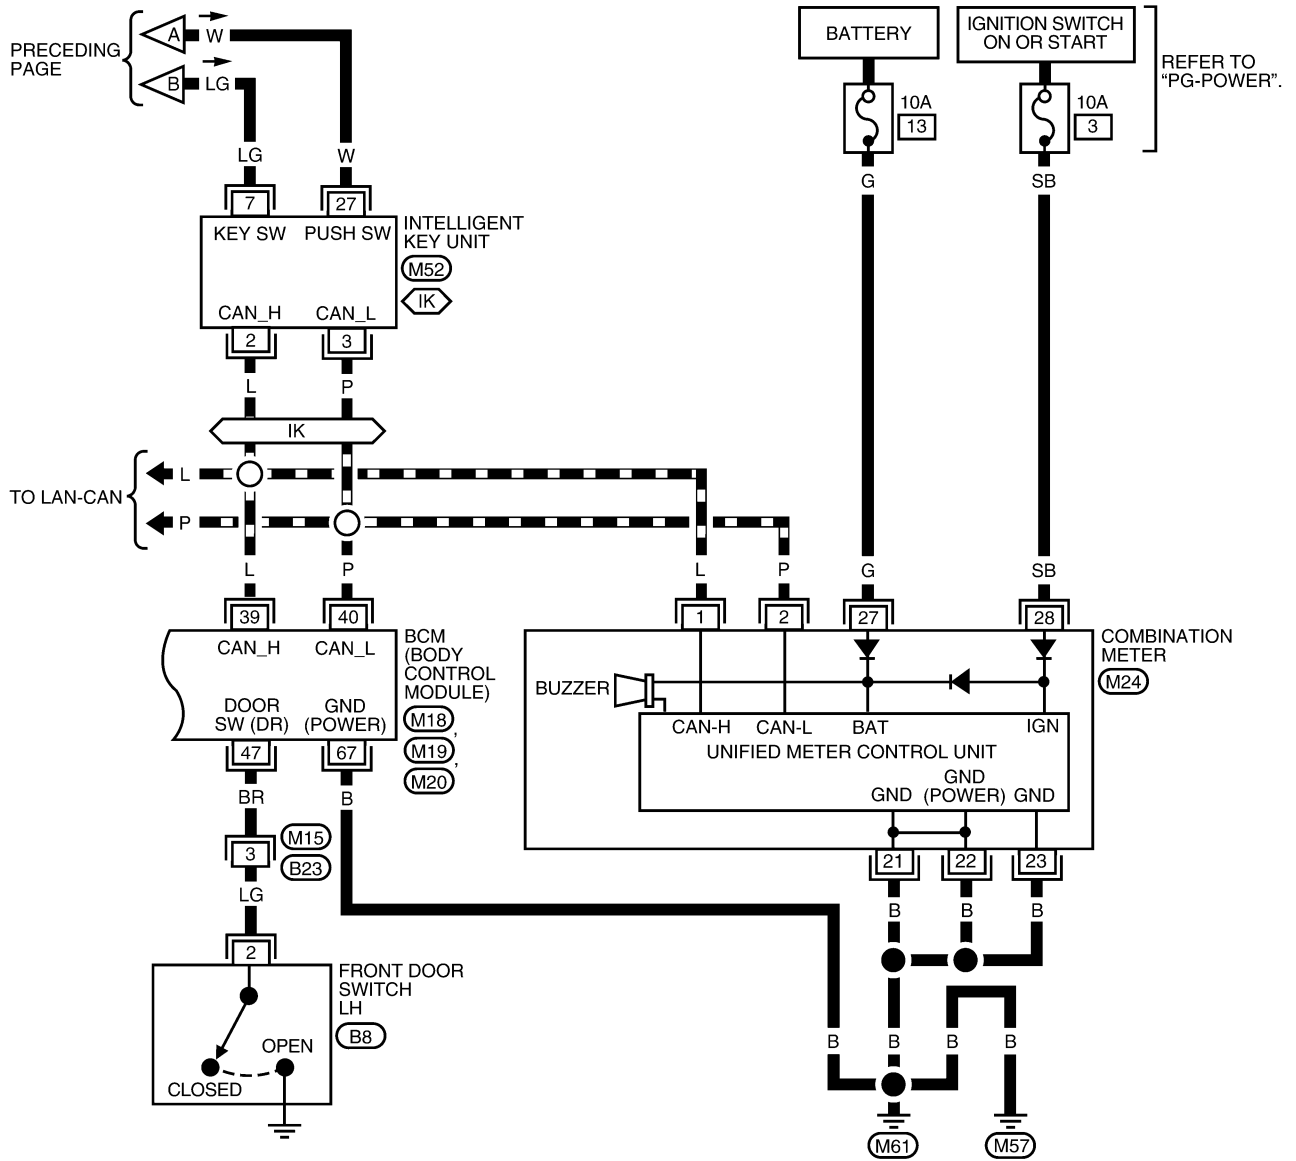 PRECEDING
PAGE
A
W
B
LG
LG
W
7
27
KEY SW
PUSH SW
CAN_H
CAN_L
2
3
INTELLIGENT
KEY UNIT
M52
IK
L
P
IK
TO LAN-CAN
L
P
L
P
39
40
CAN_H
CAN_L
DOOR
SW (DR)
GND
(POWER)
47
67
BCM
(BODY
CONTROL
MODULE)
M18
,
M19
,
M20
BR
B
3
M15
B23
LG
2
FRONT DOOR
SWITCH
LH
B8
OPEN
CLOSED
BATTERY
IGNITION SWITCH
ON OR START
REFER TO
“PG-POWER”.
10A
13
10A
3
G
SB
L
P
G
SB
1
2
27
28
COMBINATION
METER
M24
BUZZER
CAN-H
CAN-L
BAT
IGN
UNIFIED METER CONTROL UNIT
GND
GND
(POWER)
GND
21
22
23
B
B
B
B
B
B
B
M61
M57